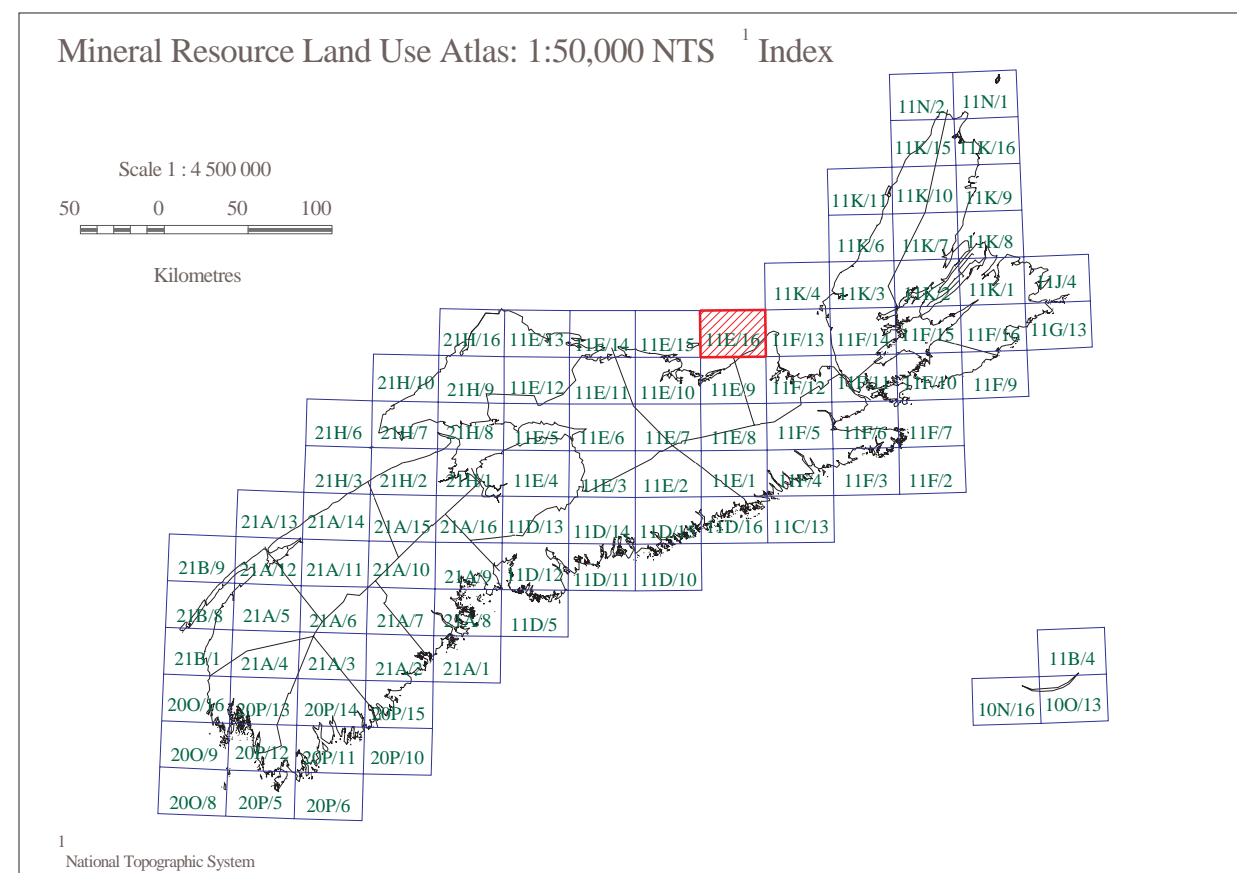 Mineral Resource Land Use Atlas: 1:50,000 NTS 1 Index
11N/2 11N/1
Scale 1 : 4 500 000
11K/15 11K/16
50 0 50 100
11K/11 11K/10 11K/9
Kilometres
11K/6 11K/7 11K/8
11K/4 11K/3 11K/2 11K/1 11J/4
21H/16 11E/13 11E/14 11E/15 11E/16 11F/13 11F/14 11F/15 11F/16 11G/13
21H/10 21H/9 11E/12 11E/11 11E/10 11E/9 11F/12 11F/11 11F/10 11F/9
21H/6 21H/7 21H/8 11E/5 11E/6 11E/7 11E/8 11F/5 11F/6 11F/7
21H/3 21H/2 21H/1 11E/4 11E/3 11E/2 11E/1 11F/4 11F/3 11F/2
21A/13 21A/14 21A/15 21A/16 11D/13 11D/14 11D/15 11D/16 11C/13
21B/9 21A/12 21A/11 21A/10 21A/9 11D/12 11D/11 11D/10
21B/8 21A/5 21A/6 21A/7 21A/8 11D/5
21B/1 21A/4 21A/3 21A/2 21A/1 11B/4
20O/16 20P/13 20P/14 20P/15 10N/16 10O/13
20O/9 20P/12 20P/11 20P/10
20O/8 20P/5 20P/6
1
National Topographic System